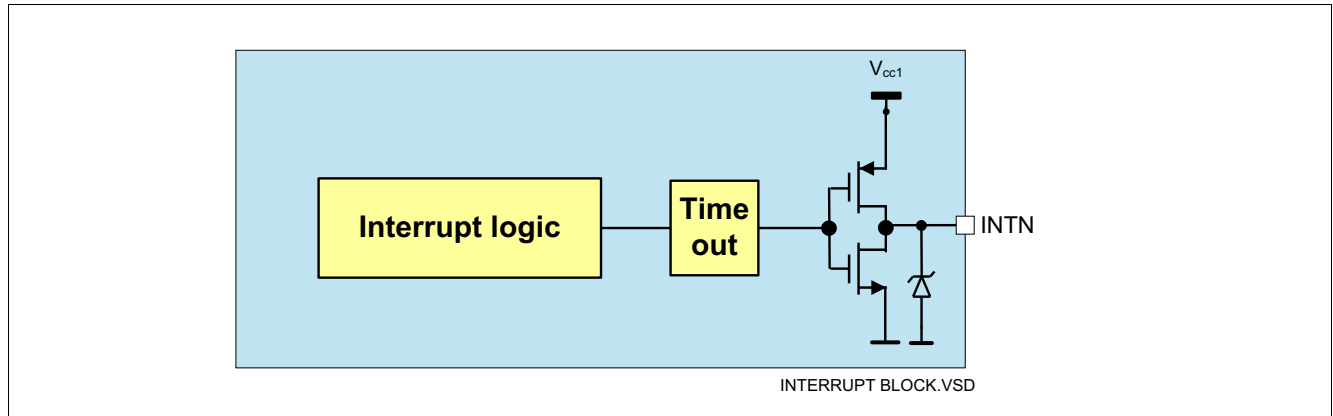 Vcc1
Interrupt logic
Time
out
INTN
INTERRUPT BLOCK.VSD